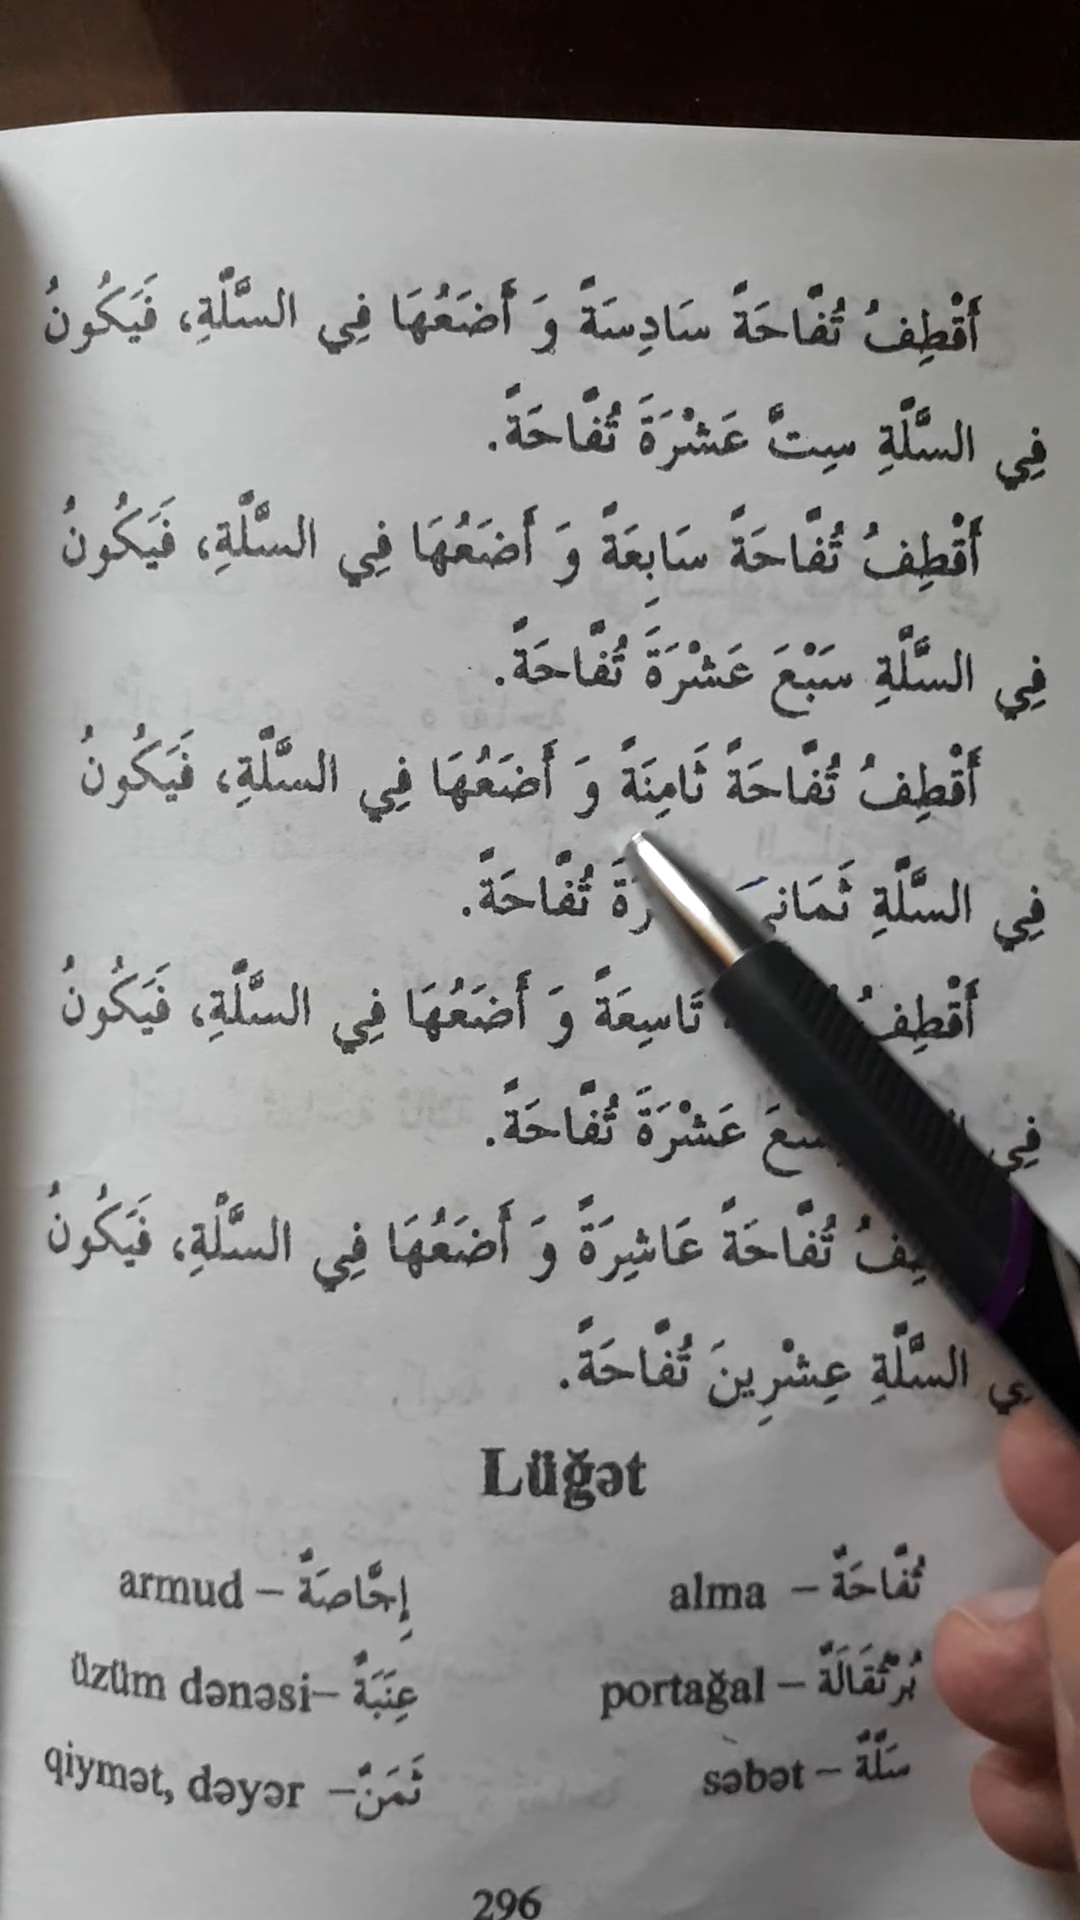 أَقْطِفُ تُفَّاحَةً سَادِسَةً وَ أَضَعُهَا فِي السَّلَّةِ، فَيَكُونُ
فِي السَّلَّةِ سِتَّ عَشْرَةَ تُفَّاحَةً.
أَقْطِفُ تُفَّاحَةً سَابِعَةً وَ أَضَعُهَا فِي السَّلَّةِ، فَيَكُونُ
فِي السَّلَّةِ سَبْعَ عَشْرَةَ تُفَّاحَةً.
أَقْطِفُ تُفَّاحَةً ثَامِنَةً وَ أَضَعُهَا فِي السَّلَّةِ، فَيَكُونُ
فِي السَّلَّةِ تُفَّاحَةً.
أَقْطِفُ تَاسِعَةً وَ أَضَعُهَا فِي السَّلَّةِ، فَيَكُونُ
فِي عَشْرَةَ تُفَّاحَةً.
تُفَّاحَةً عَاشِرَةً وَ أَضَعُهَا فِي السَّلَّةِ، فَيَكُونُ
السَّلَّةِ عِشْرِينَ تُفَّاحَةً.
Lüğət
alma – تُفَّاحَةٌ
portağal – بُرْتُقَالَةٌ
səbət – سَلَّةٌ
armud – إِجَّاصَةٌ
üzüm dənəsi– عِنَبَةٌ
qiymət, dəyər – ثَمَنٌ
296